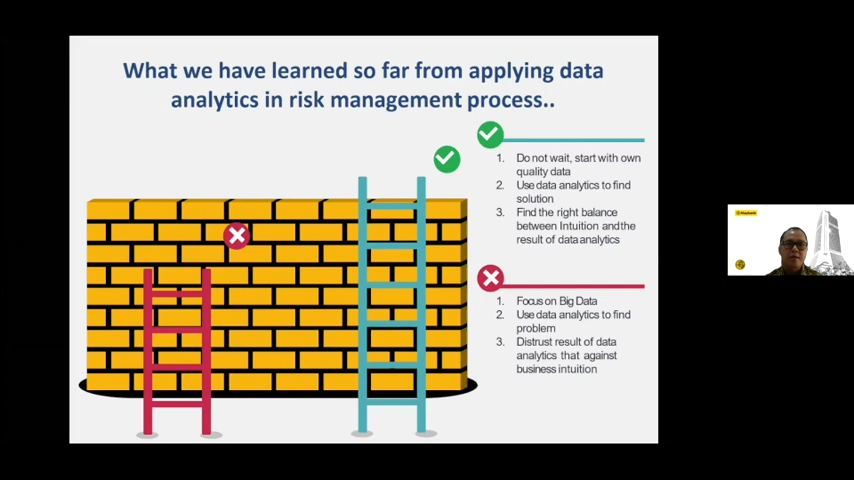 What we have learned so far from applying data
analytics in risk management process..
1. Do not wait, start with own
quality data
2. Use data analytics to find
solution
3. Find the right balance
between Intuition and the
result of data analytics
1. Focus on Big Data
2. Use data analytics to find
problem
3. Distrust result of data
analytics that against
business intuition
Maybank